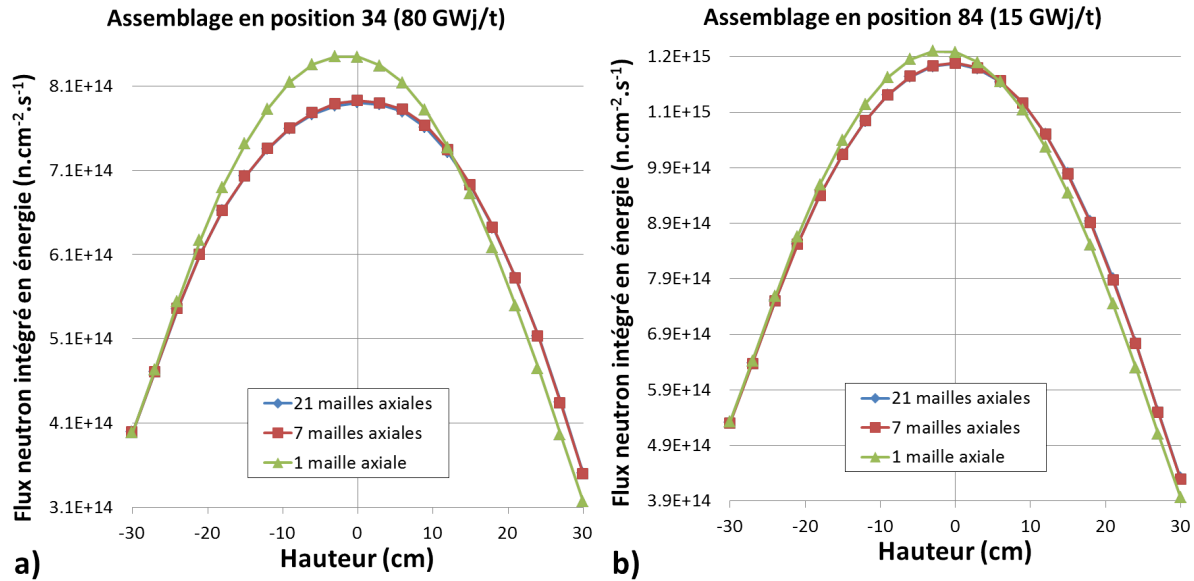 Assemblage en position 34 (80 GWj/t)
Flux neutron intégré en énergie (n.cm-2.s-1)
8.1E+14
7.1E+14
6.1E+14
5.1E+14
4.1E+14
3.1E+14
21 mailles axiales
7 mailles axiales
1 maille axiale
-30 -20 -10 0 10 20 30
Hauteur (cm)
a)
Assemblage en position 84 (15 GWj/t)
Flux neutron intégré en énergie (n.cm-2.s-1)
1.2E+15
1.1E+15
9.9E+14
8.9E+14
7.9E+14
6.9E+14
5.9E+14
4.9E+14
3.9E+14
21 mailles axiales
7 mailles axiales
1 maille axiale
-30 -20 -10 0 10 20 30
Hauteur (cm)
b)